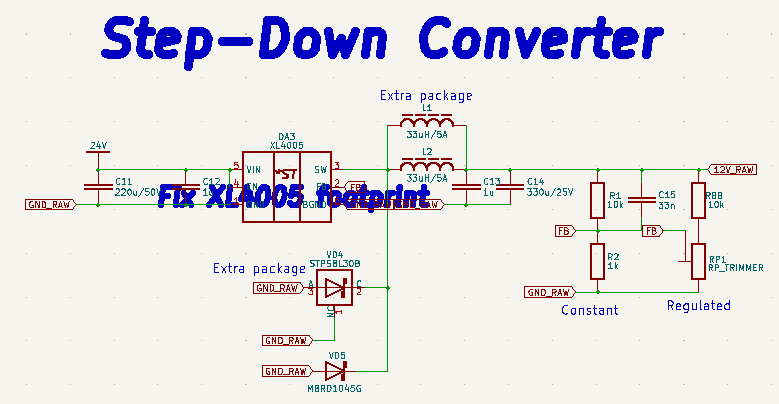 Step-Down Converter
Extra package
L1
33uH/5A
DA3
XL4005
24V
L2
33uH/5A
5
VIN
SW
3
12V_RAW
C11
220u/50V
C12
4
2
FB
C13
1u
C14
330u/25V
R1
10k
C15
33n
R88
10k
Fix XL4005 footprint
GND_RAW
FB
FB
Extra package
VD4
STPS8L30B
R2
1k
RP1
RP_TRIMMER
GND_RAW
A
3
C
2
NC
1
GND_RAW
Constant
Regulated
GND_RAW
VD5
GND_RAW
MBRD1045G